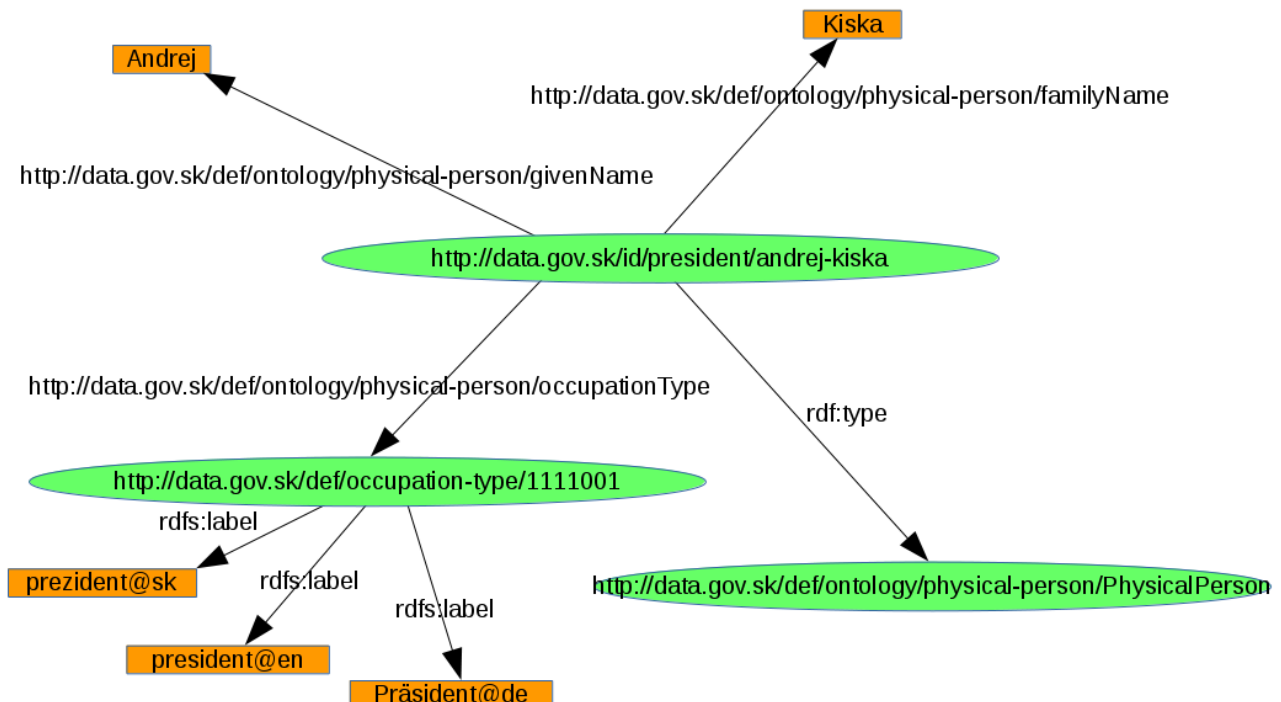 Kiska
Andrej
http://data.gov.sk/def/ontology/physical-person/familyName
http://data.gov.sk/def/ontology/physical-person/givenName
http://data.gov.sk/id/president/andrej-kiska
http://data.gov.sk/def/ontology/physical-person/occupationType
rdf:type
http://data.gov.sk/def/occupation-type/1111001
rdfs:label
prezident@sk
rdfs:label
http://data.gov.sk/def/ontology/physical-person/PhysicalPerson
rdfs:label
president@en
Präsident@de